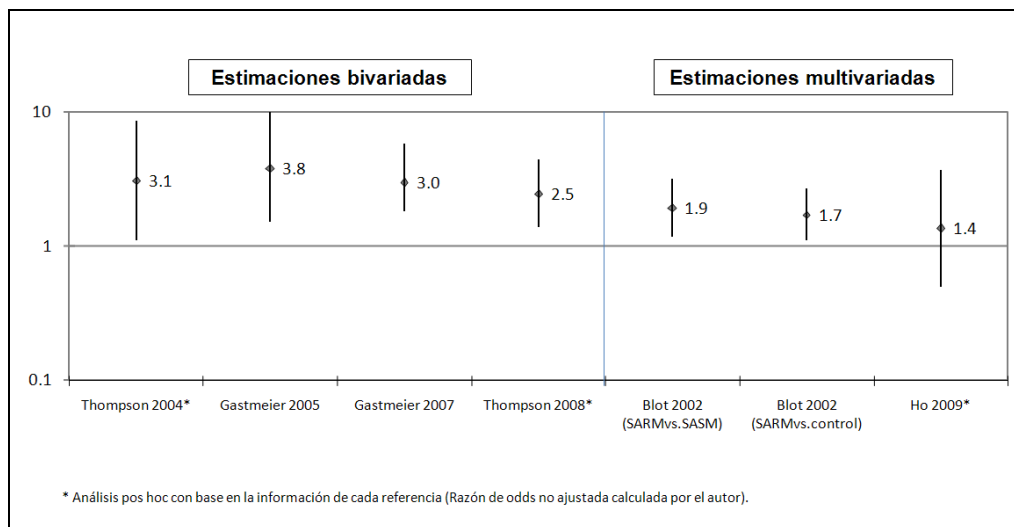 Estimaciones bivariadas
Estimaciones multivariadas
10
1
0.1
3.1
3.8
3.0
2.5
1.9
1.7
1.4
Thompson 2004*
Gastmeier 2005
Gastmeier 2007
Thompson 2008*
Blot 2002
(SARMvs.SASM)
Blot 2002
(SARMvs.control)
Ho 2009*
* Análisis pos hoc con base en la información de cada referencia (Razón de odds no ajustada calculada por el autor).